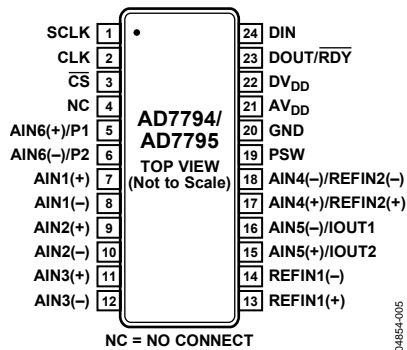 SCLK 1
CLK 2
CS 3
NC 4
AIN6(+)/P1 5
AIN6(–)/P2 6
AIN1(+) 7
AIN1(–) 8
AIN2(+) 9
AIN2(–) 10
AIN3(+) 11
AIN3(–) 12
AD7794/
AD7795
TOP VIEW
(Not to Scale)
24 DIN
23 DOUT/RDY
22 DVDD
21 AVDD
20 GND
19 PSW
18 AIN4(–)/REFIN2(–)
17 AIN4(+)/REFIN2(+)
16 AIN5(–)/IOUT1
15 AIN5(+)/IOUT2
14 REFIN1(–)
13 REFIN1(+)
NC = NO CONNECT
04854-005